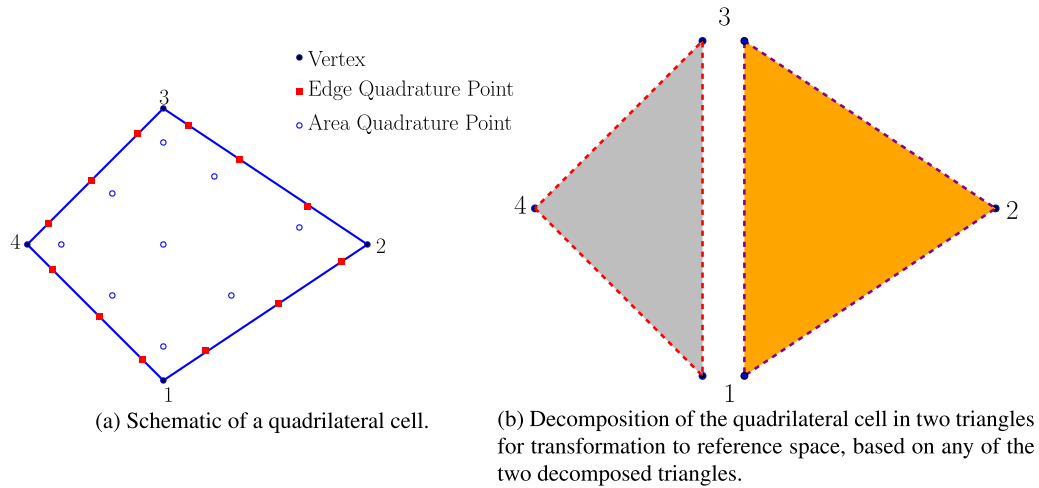 Vertex
Edge Quadrature Point
Area Quadrature Point
3
4
2
1
(a) Schematic of a quadrilateral cell.
3
4
2
1
(b) Decomposition of the quadrilateral cell in two triangles
for transformation to reference space, based on any of the
two decomposed triangles.